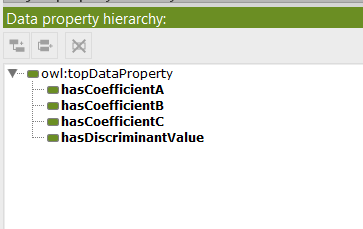 Data property hierarchy:
owl:topDataProperty
hasCoefficientA
hasCoefficientB
hasCoefficientC
hasDiscriminantValue